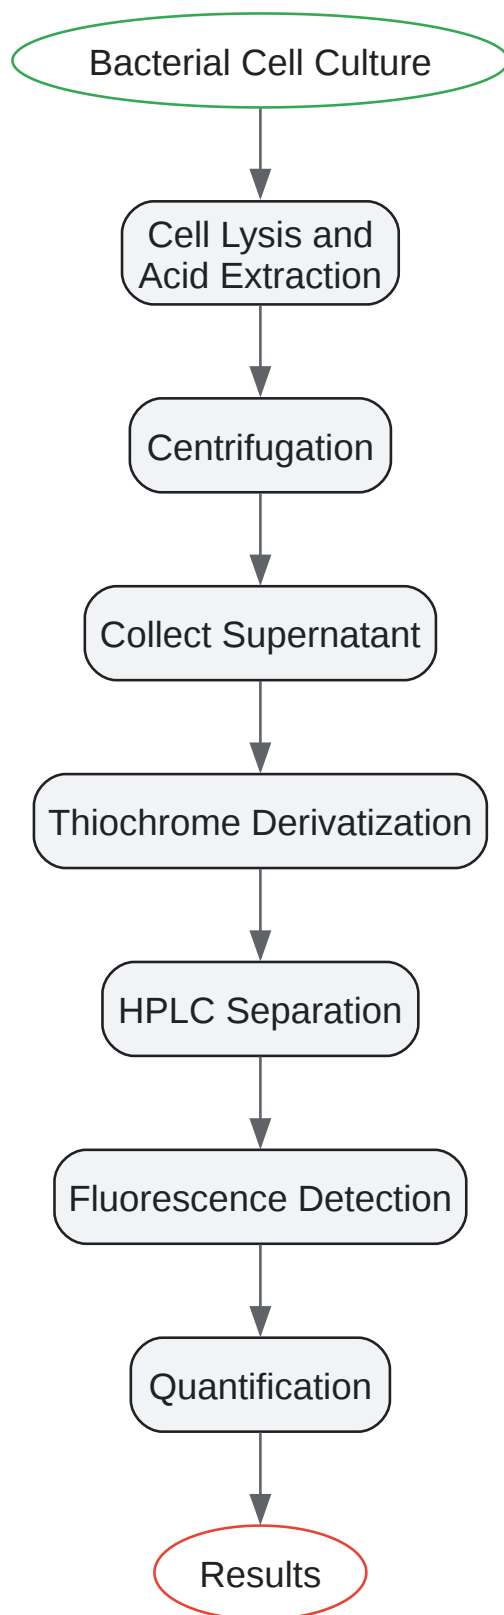 Bacterial Cell Culture
Cell Lysis and
Acid Extraction
Centrifugation
Collect Supernatant
Thiochrome Derivatization
HPLC Separation
Fluorescence Detection
Quantification
Results